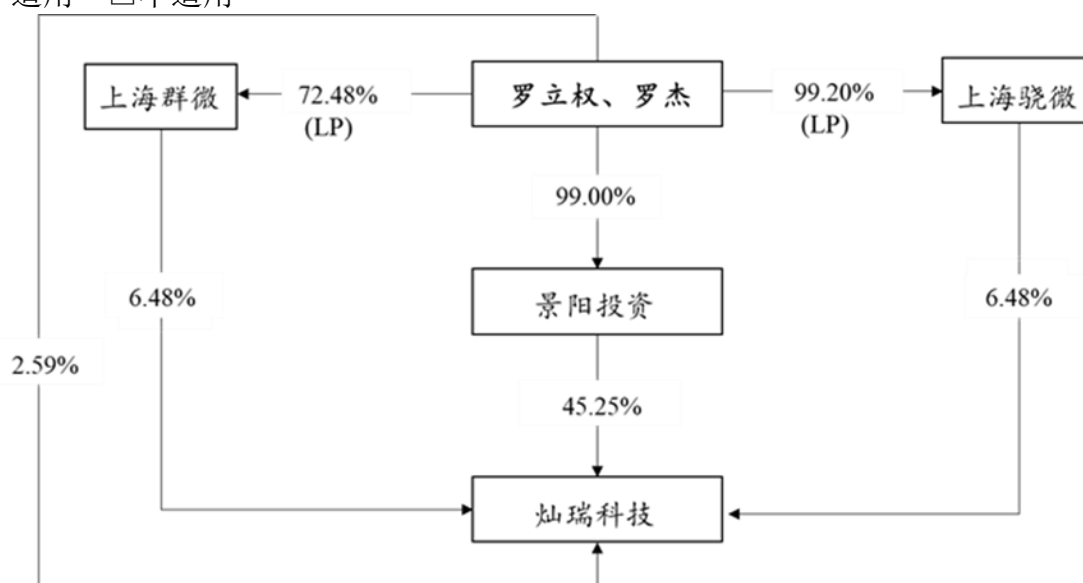 上海群微
72.48%
(LP)
罗立权、罗杰
99.20%
(LP)
上海骁微
99.00%
6.48%
景阳投资
6.48%
2.59%
45.25%
灿瑞科技